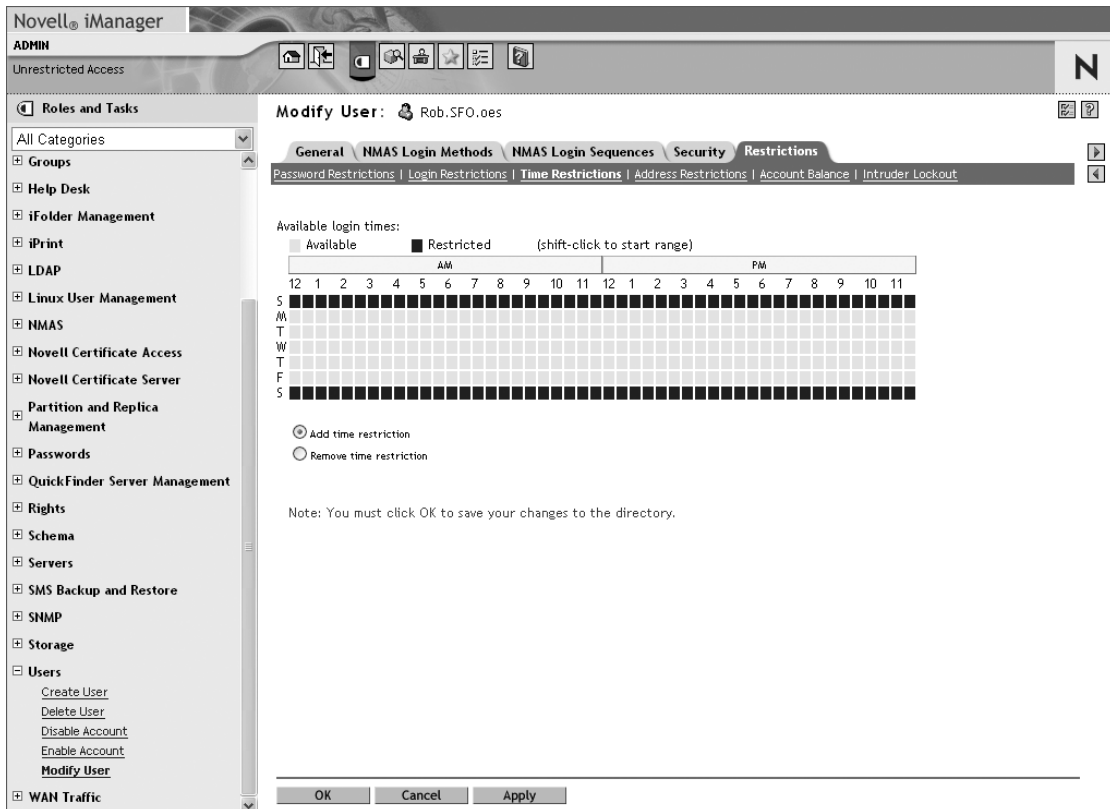 Novell® iManager
ADMIN
Unrestricted Access
N
Roles and Tasks
All Categories
Groups
Help Desk
iFolder Management
iPrint
LDAP
Linux User Management
NMAS
Novell Certificate Access
Novell Certificate Server
Partition and Replica
Management
Passwords
QuickFinder Server Management
Rights
Schema
Servers
SMS Backup and Restore
SNMP
Storage
Users
Create User
Delete User
Disable Account
Enable Account
Modify User
WAN Traffic
Modify User: Rob.SFO.oes
?
General NMAS Login Methods NMAS Login Sequences Security Restrictions
Password Restrictions | Login Restrictions | Time Restrictions | Address Restrictions | Account Balance | Intruder Lockout
Available login times:
Available Restricted (shift-click to start range)
AM PM
12 1 2 3 4 5 6 7 8 9 10 11 12 1 2 3 4 5 6 7 8 9 10 11
S
M
T
W
T
F
S
Add time restriction
Remove time restriction
Note: You must click OK to save your changes to the directory.
OK Cancel Apply